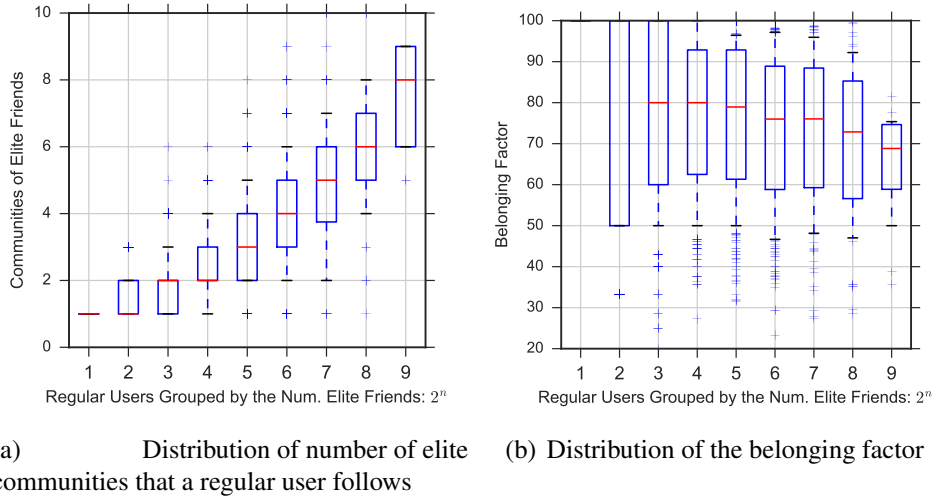 10
8
6
4
2
0
Communities of Elite Friends
1 2 3 4 5 6 7 8 9
Regular Users Grouped by the Num. Elite Friends: 2^n
100
90
80
70
60
50
40
30
20
Belonging Factor
1 2 3 4 5 6 7 8 9
Regular Users Grouped by the Num. Elite Friends: 2^n
a) Distribution of number of elite
communities that a regular user follows
(b) Distribution of the belonging factor